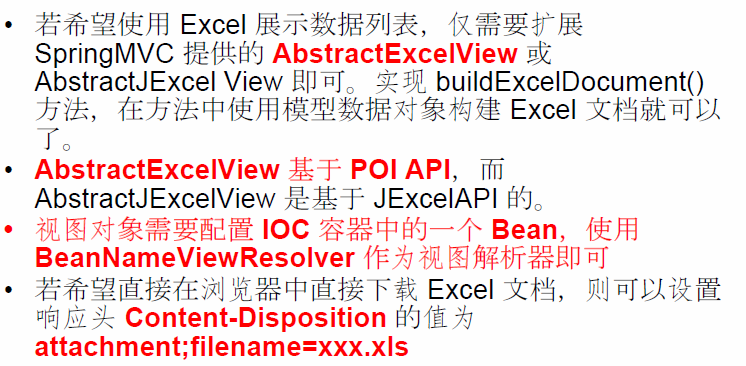 • 若希望使用 Excel 展示数据列表，仅需要扩展
SpringMVC 提供的 AbstractExcelView 或
AbstractJExcel View 即可。实现 buildExcelDocument()
方法，在方法中使用模型数据对象构建 Excel 文档就可以
了。
• AbstractExcelView 基于 POI API，而
AbstractJExcelView 是基于 JExcelAPI 的。
• 视图对象需要配置 IOC 容器中的一个 Bean，使用
BeanNameViewResolver 作为视图解析器即可
• 若希望直接在浏览器中直接下载 Excel 文档，则可以设置
响应头 Content-Disposition 的值为
attachment;filename=xxx.xls